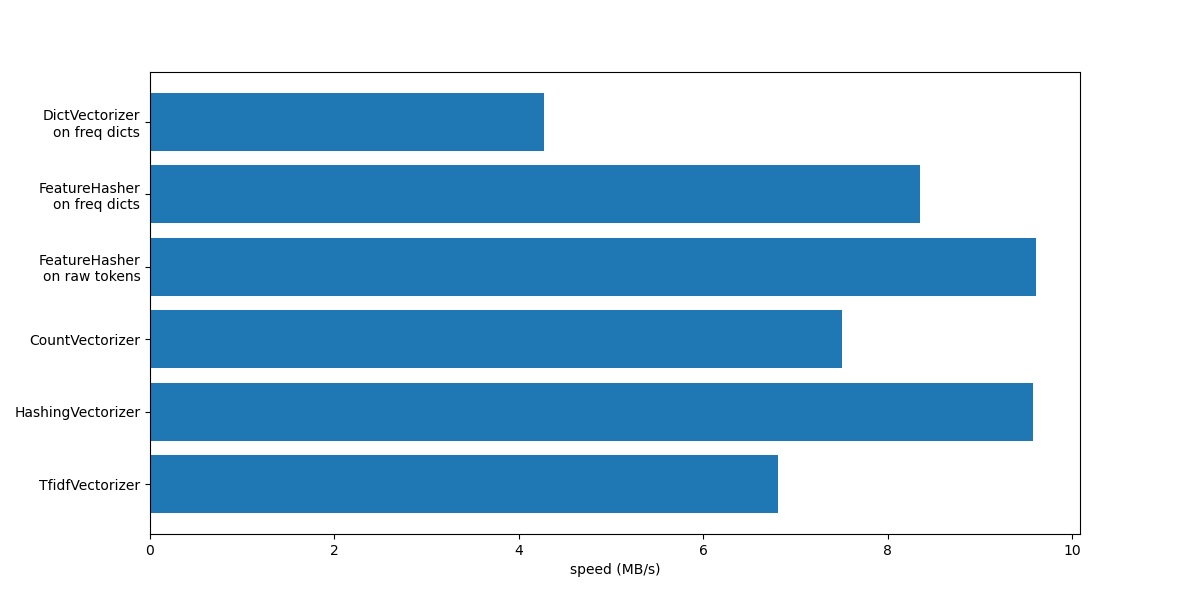 DictVectorizer
on freq dicts
FeatureHasher
on freq dicts
FeatureHasher
on raw tokens
CountVectorizer
HashingVectorizer
TfidfVectorizer
0 2 4 6 8 10
speed (MB/s)